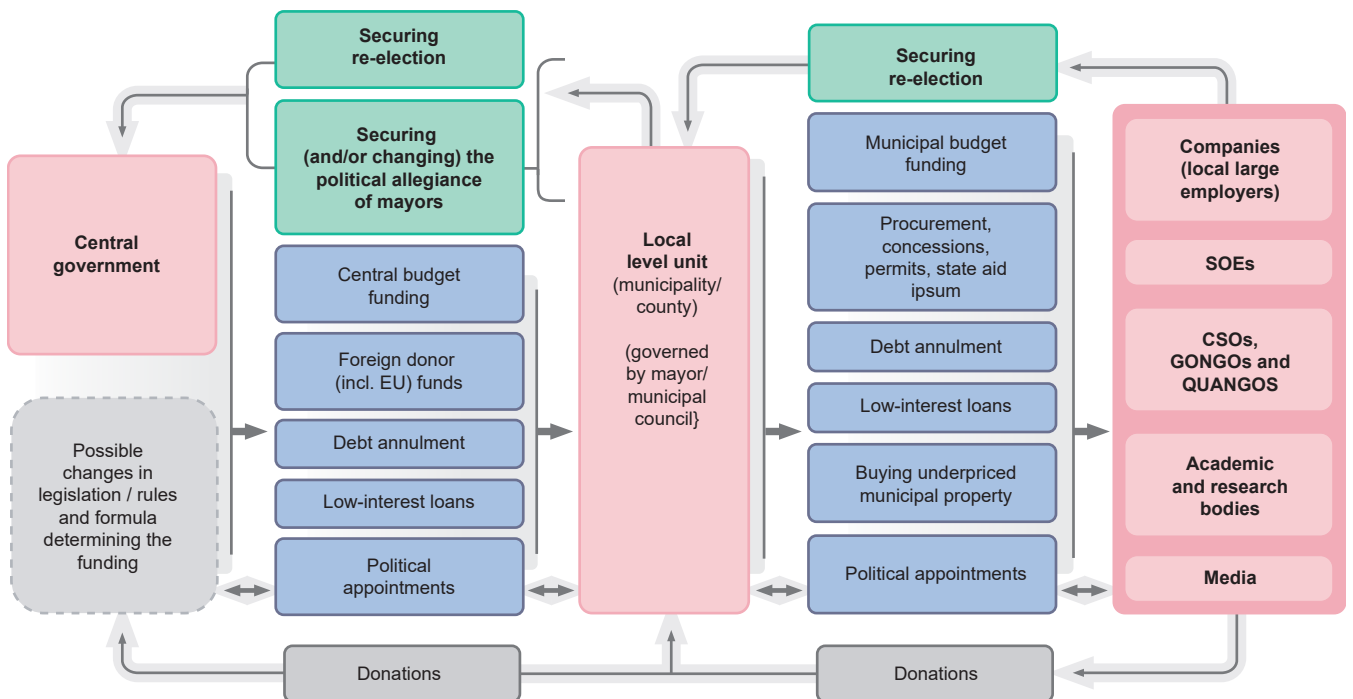 Securing
re-election
Securing
(and/or changing) the
political allegiance
of mayors
Central
government
Central budget
funding
Foreign donor
(incl. EU) funds
Debt annulment
Low-interest loans
Political
appointments
Possible
changes in
legislation / rules
and formula
determining the
funding
Donations
Local
level unit
(municipality/
county)
(governed
by mayor/
municipal
council}
Securing
re-election
Municipal budget
funding
Procurement,
concessions,
permits, state aid
ipsum
Debt annulment
Low-interest loans
Buying underpriced
municipal property
Political appointments
Donations
Companies
(local large
employers)
SOEs
CSOs,
GONGOs and
QUANGOS
Academic
and research
bodies
Media